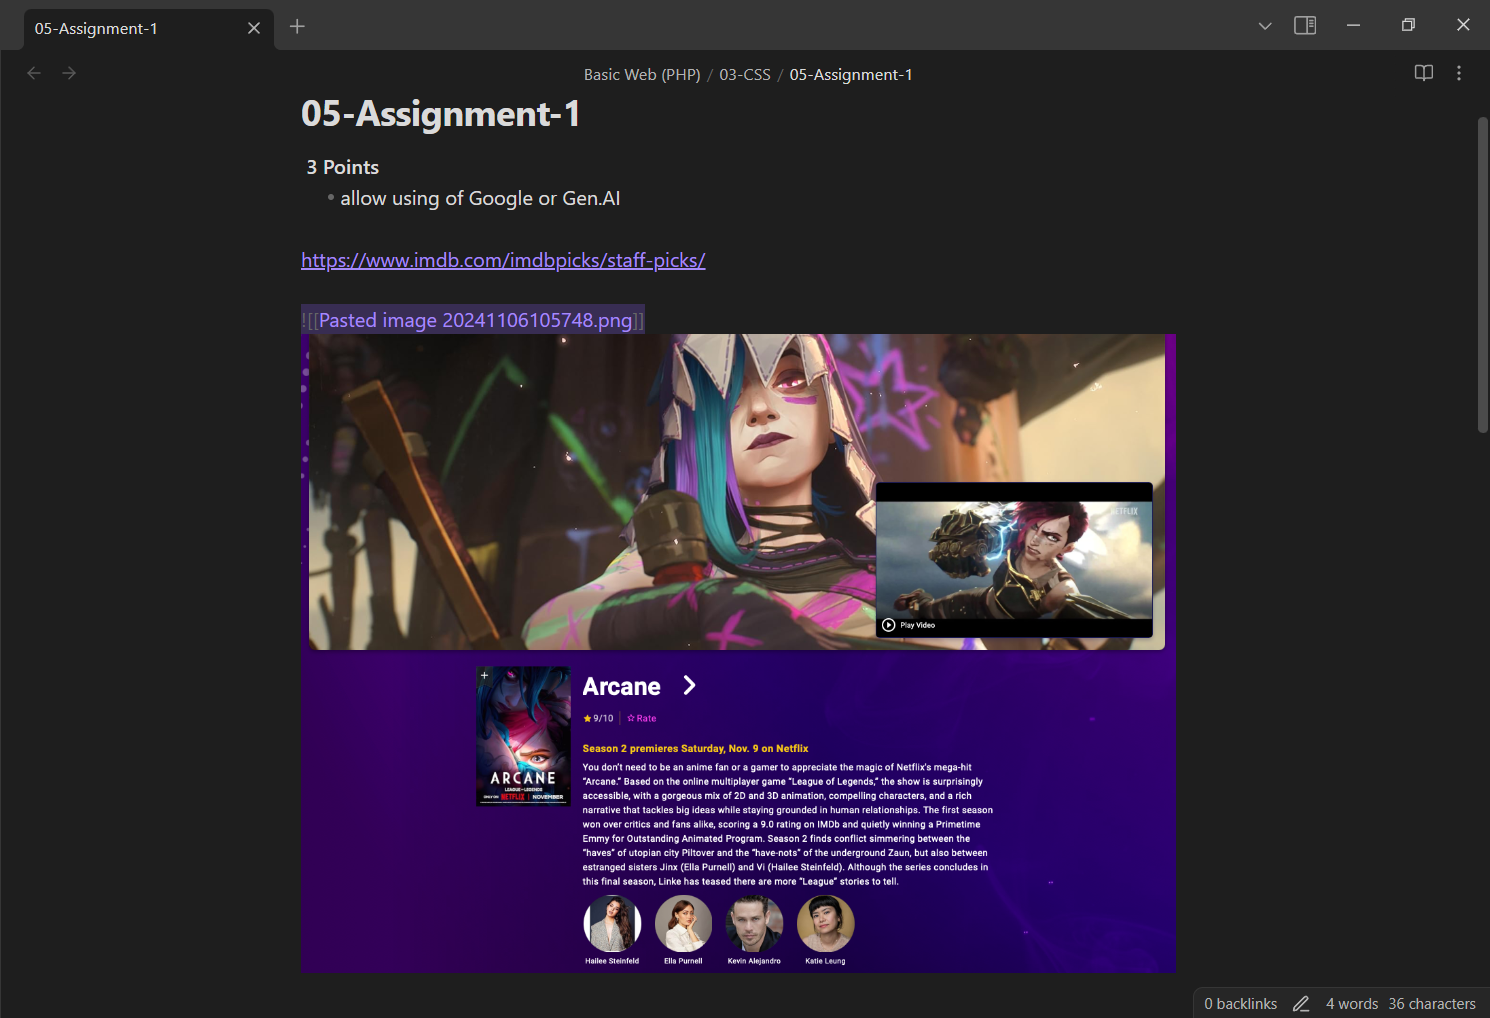 05-Assignment-1
Basic Web (PHP) / 03-CSS / 05-Assignment-1
05-Assignment-1
3 Points
• allow using of Google or Gen.AI
https://www.imdb.com/imdbpicks/staff-picks/
![[Pasted image 20241106105748.png]]
NETFLIX
Play Video
ARCANE
LEAGUE OF LEGENDS
ONLY ON NETFLIX | NOVEMBER
Arcane
9/10 | Rate
Season 2 premieres Saturday, Nov. 9 on Netflix
You don't need to be an anime fan or a gamer to appreciate the magic of Netflix's mega-hit
"Arcane." Based on the online multiplayer game "League of Legends," the show is surprisingly
accessible, with a gorgeous mix of 2D and 3D animation, compelling characters, and a rich
narrative that tackles big ideas while staying grounded in human relationships. The first season
won over critics and fans alike, scoring a 9.0 rating on IMDb and quietly winning a Primetime
Emmy for Outstanding Animated Program. Season 2 finds conflict simmering between the
"haves" of utopian city Piltover and the "have-nots" of the underground Zaun, but also between
estranged sisters Jinx (Ella Purnell) and Vi (Hailee Steinfeld). Although the series concludes in
this final season, Linke has teased there are more "League" stories to tell.
Hailee Steinfeld
Ella Purnell
Kevin Alejandro
Katie Leung
0 backlinks 4 words 36 characters